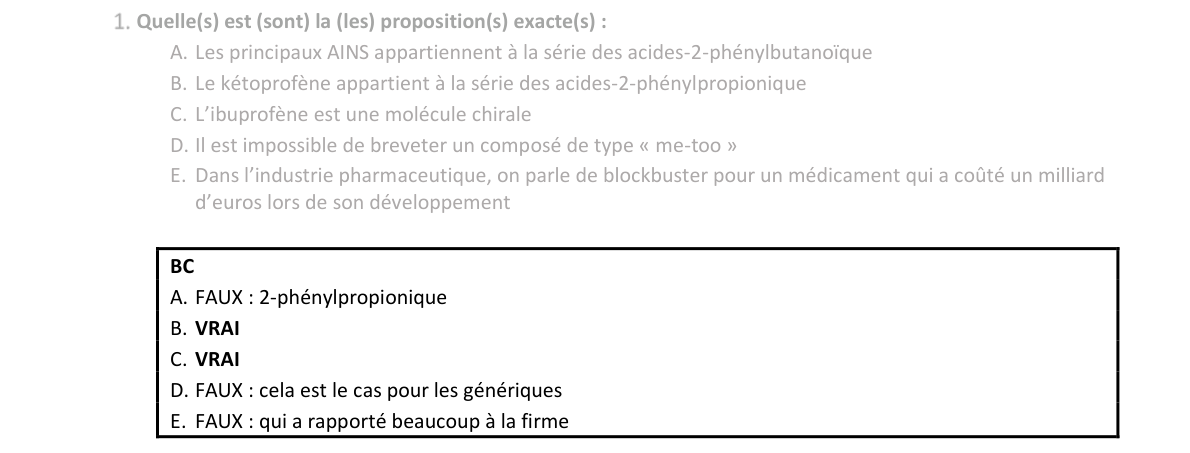 1. Quelle(s) est (sont) la (les) proposition(s) exacte(s) :
A. Les principaux AINS appartiennent à la série des acides-2-phénylbutanoïque
B. Le kétoprofène appartient à la série des acides-2-phénylpropionique
C. L’ibuprofène est une molécule chirale
D. Il est impossible de breveter un composé de type « me-too »
E. Dans l’industrie pharmaceutique, on parle de blockbuster pour un médicament qui a coûté un milliard
d’euros lors de son développement
BC
A. FAUX : 2-phénylpropionique
B. VRAI
C. VRAI
D. FAUX : cela est le cas pour les génériques
E. FAUX : qui a rapporté beaucoup à la firme